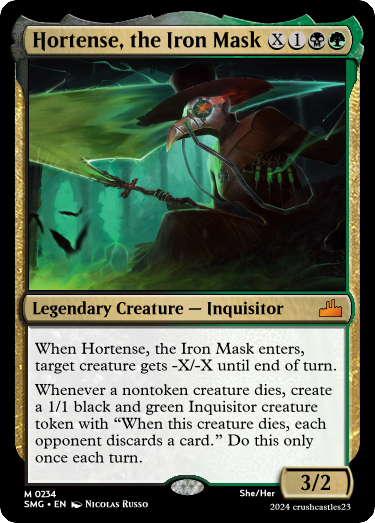 Hortense, the Iron Mask X 1
Legendary Creature — Inquisitor
When Hortense, the Iron Mask enters,
target creature gets -X/-X until end of turn.
Whenever a nontoken creature dies, create
a 1/1 black and green Inquisitor creature
token with “When this creature dies, each
opponent discards a card.” Do this only
once each turn.
3/2
M 0234 She/Her
SMG • EN Nicolas Russo 2024 crushcastles23